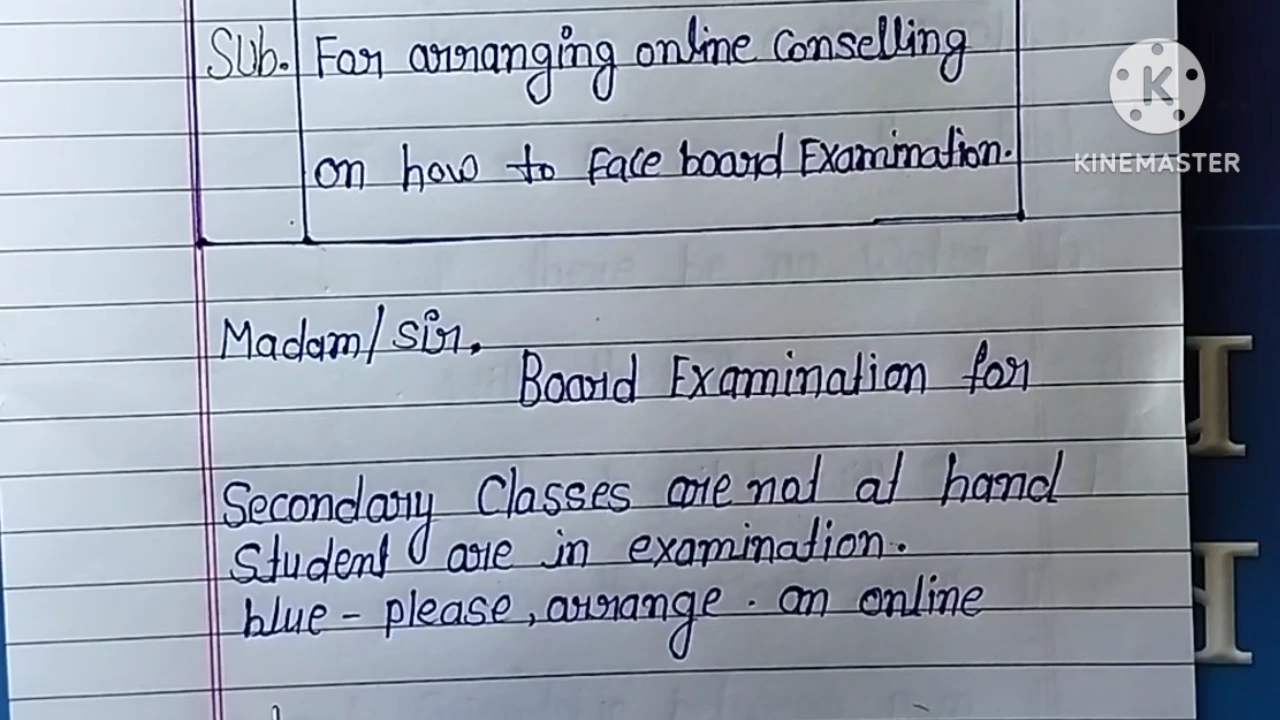 Sub. For arranging online Conselling
on how to Face board Examination.
KINEMASTER
Madam/Sir.
Board Examination for
Secondary Classes are not at hand
Student are in examination.
blue - please, arrange. on online